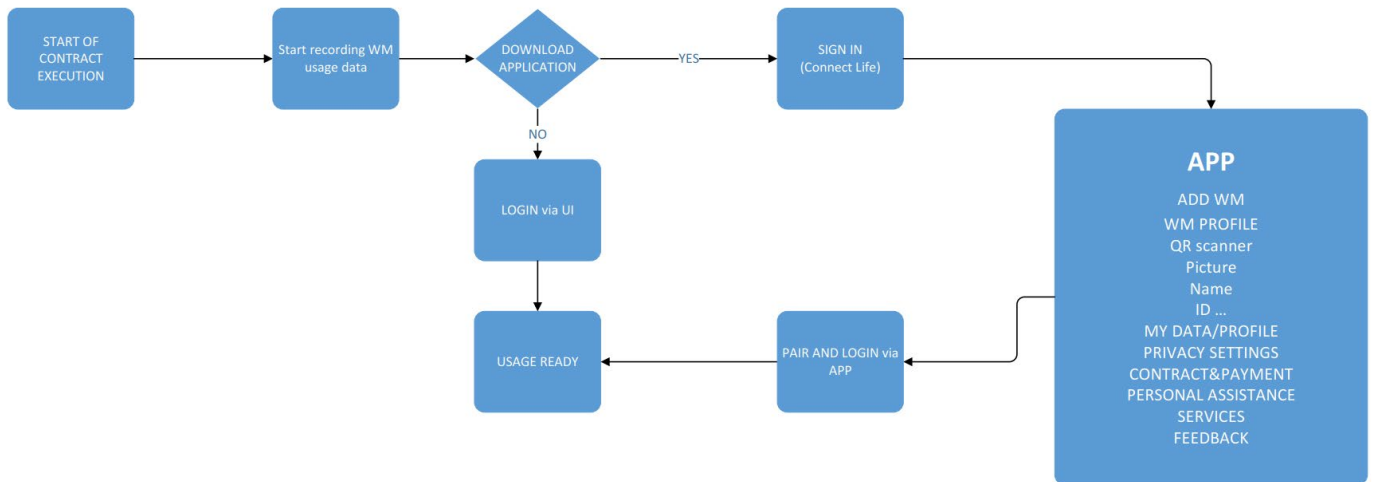 START OF
CONTRACT
EXECUTION
Start recording WM
usage data
DOWNLOAD
APPLICATION
YES
SIGN IN
(Connect Life)
NO
LOGIN via UI
USAGE READY
PAIR AND LOGIN via
APP
APP
ADD WM
WM PROFILE
QR scanner
Picture
Name
ID ...
MY DATA/PROFILE
PRIVACY SETTINGS
CONTRACT&PAYMENT
PERSONAL ASSISTANCE
SERVICES
FEEDBACK